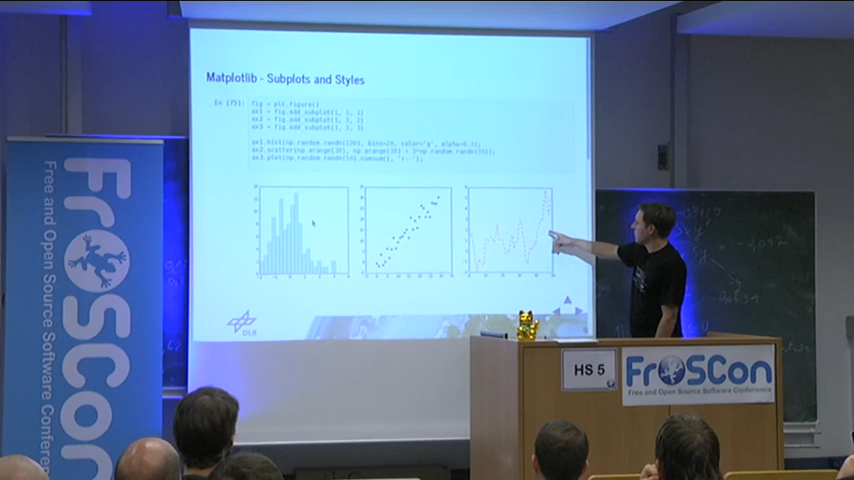 Matplotlib - Subplots and Styles
In [75]: fig = plt.figure()
ax1 = fig.add_subplot(1, 3, 1)
ax2 = fig.add_subplot(1, 3, 2)
ax3 = fig.add_subplot(1, 3, 3)
ax1.hist(np.random.randn(100), bins=20, color='g', alpha=0.3);
ax2.scatter(np.arange(30), np.arange(30) + 3*np.random.randn(30));
ax3.plot(np.random.randn(50).cumsum(), 'r--');
DLR
FrOSCon
Free and Open Source Software Conference
HS 5
FrOSCon
Free and Open Source Software Conference